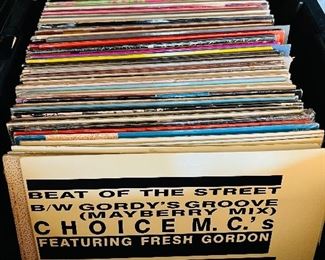 BEAT OF THE STREET
B/W GORDY'S GROOVE
(MAYBERRY MIX)
CHOICE M.C.'s
FEATURING FRESH GORDON